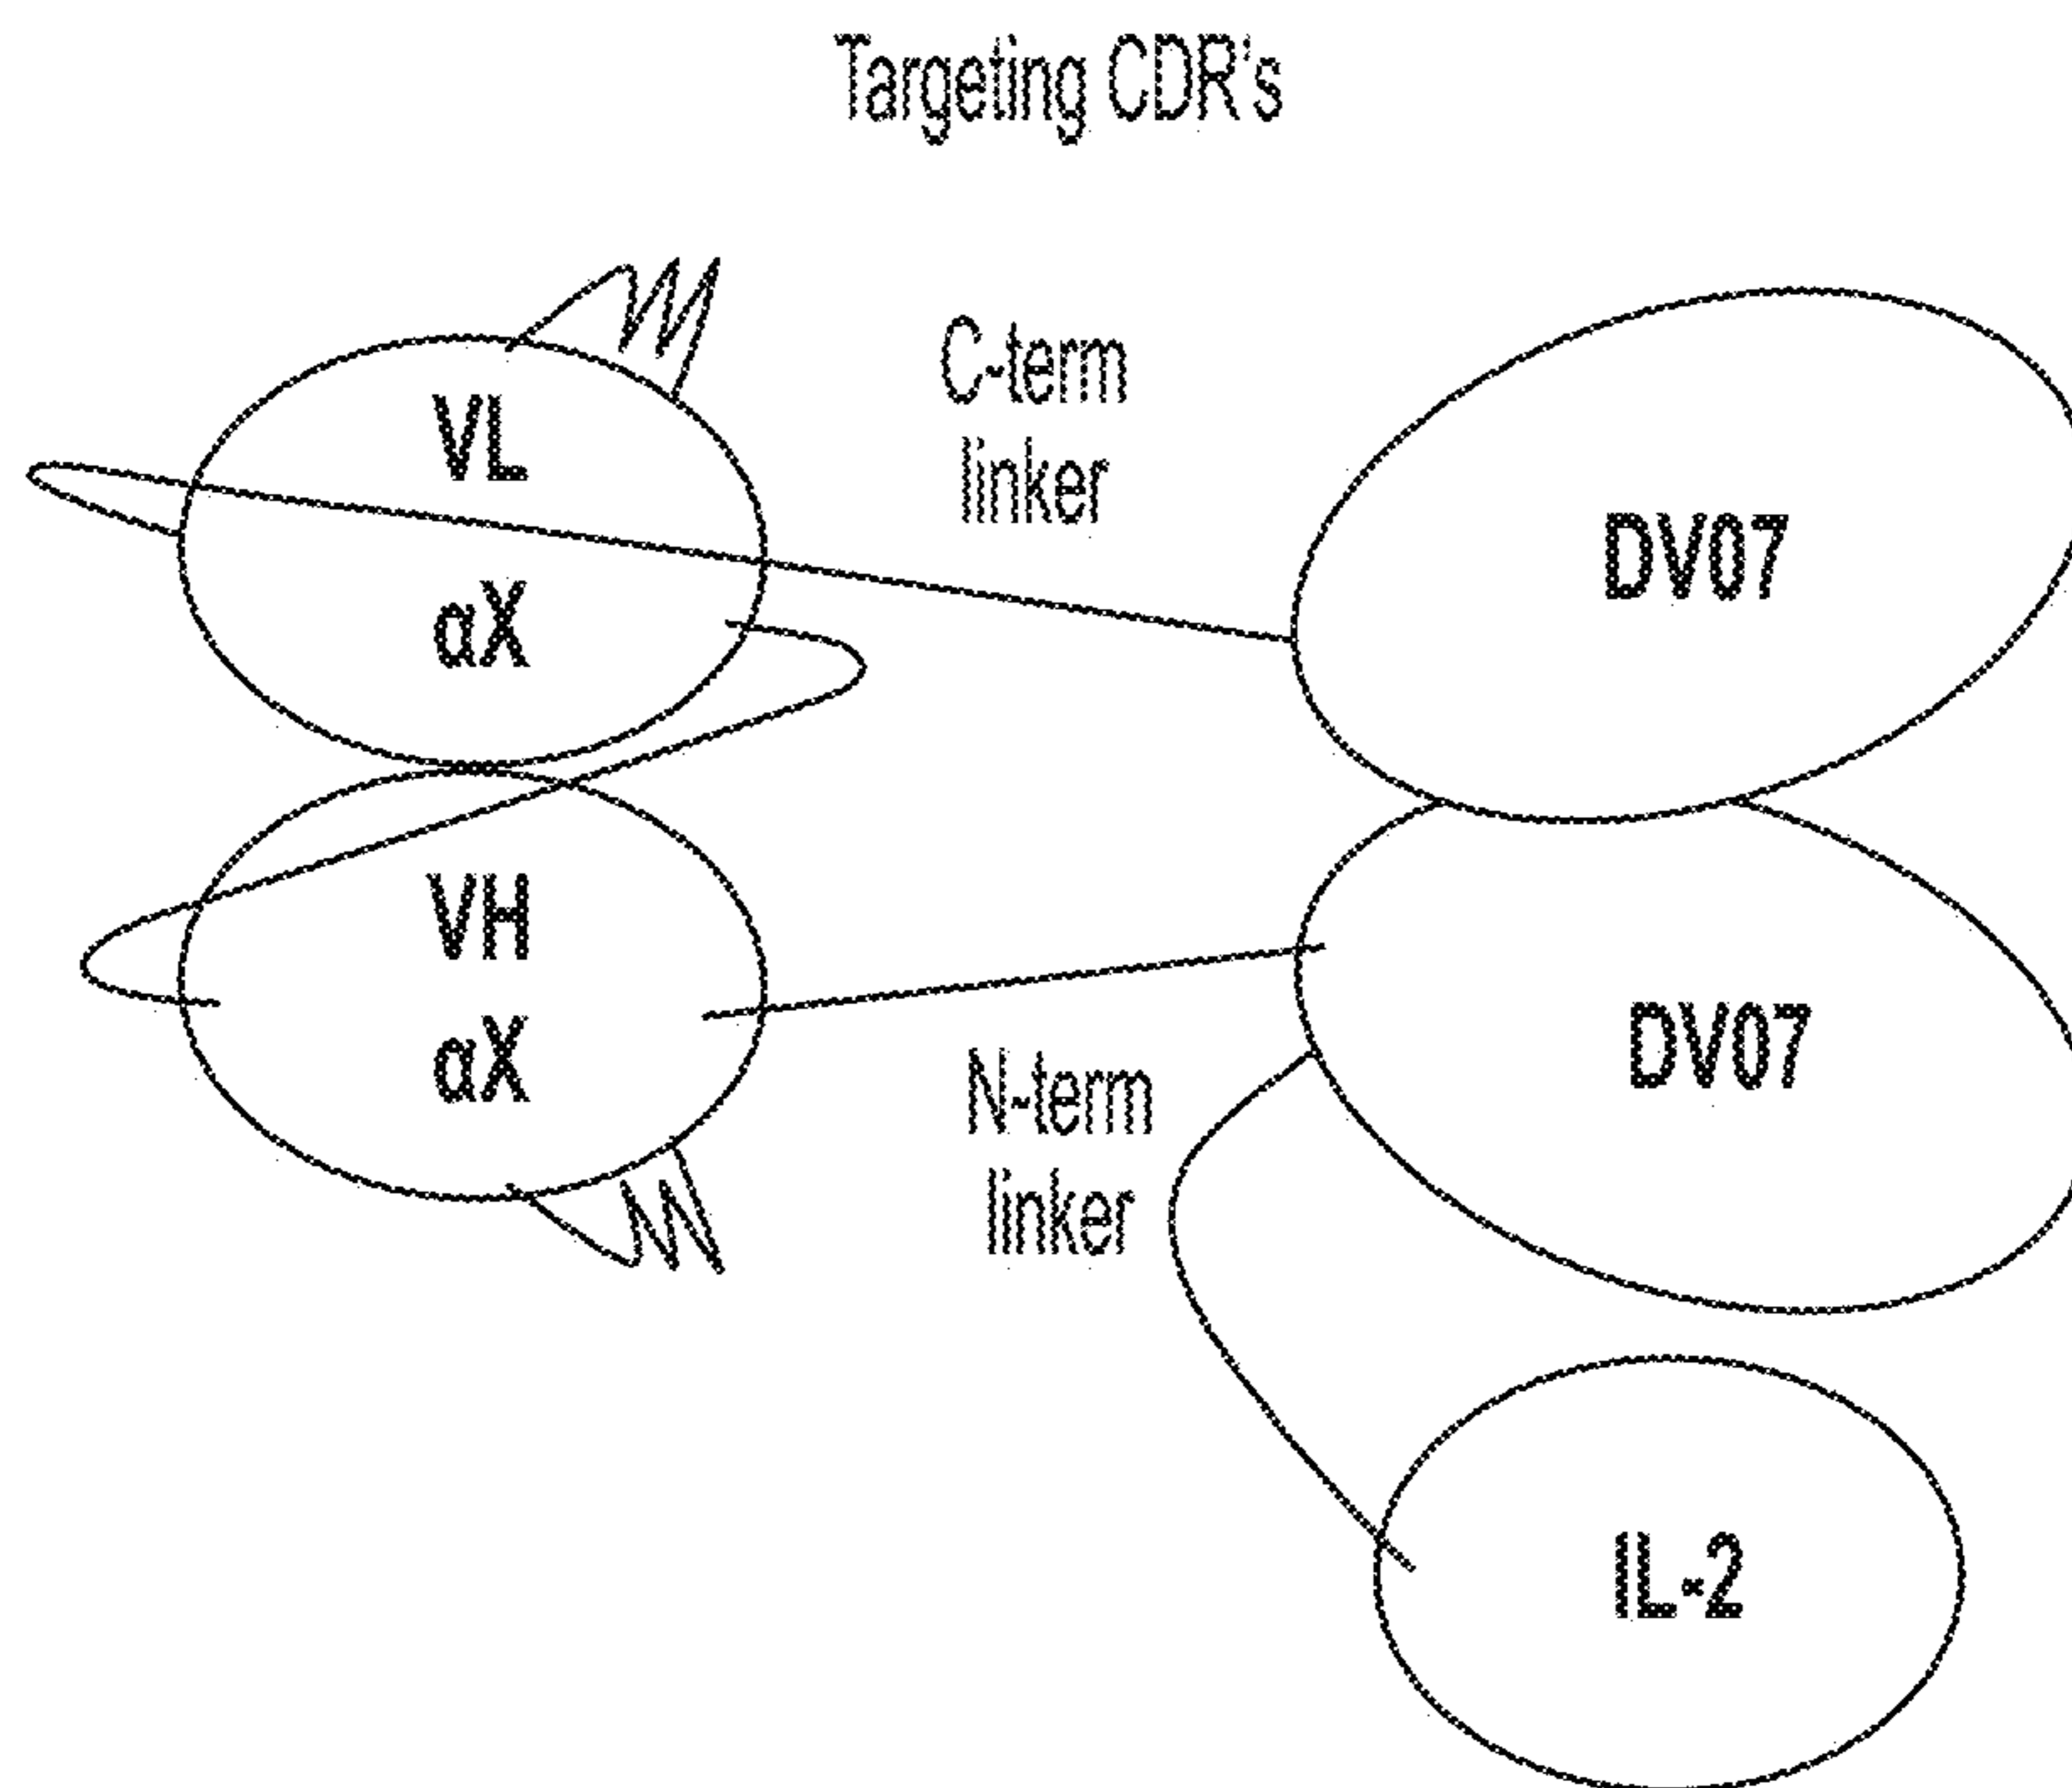 Targeting CDR's
VL
αX
C-term
linker
DV07
VH
αX
N-term
linker
DV07
IL-2